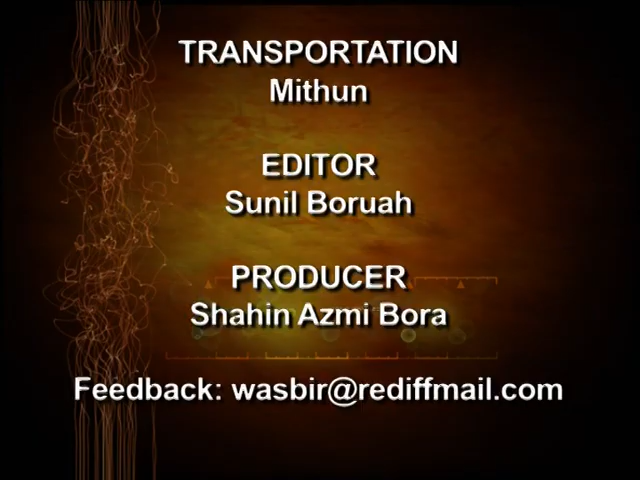 TRANSPORTATION
Mithun
EDITOR
Sunil Boruah
PRODUCER
Shahin Azmi Bora
Feedback: wasbir@rediffmail.com